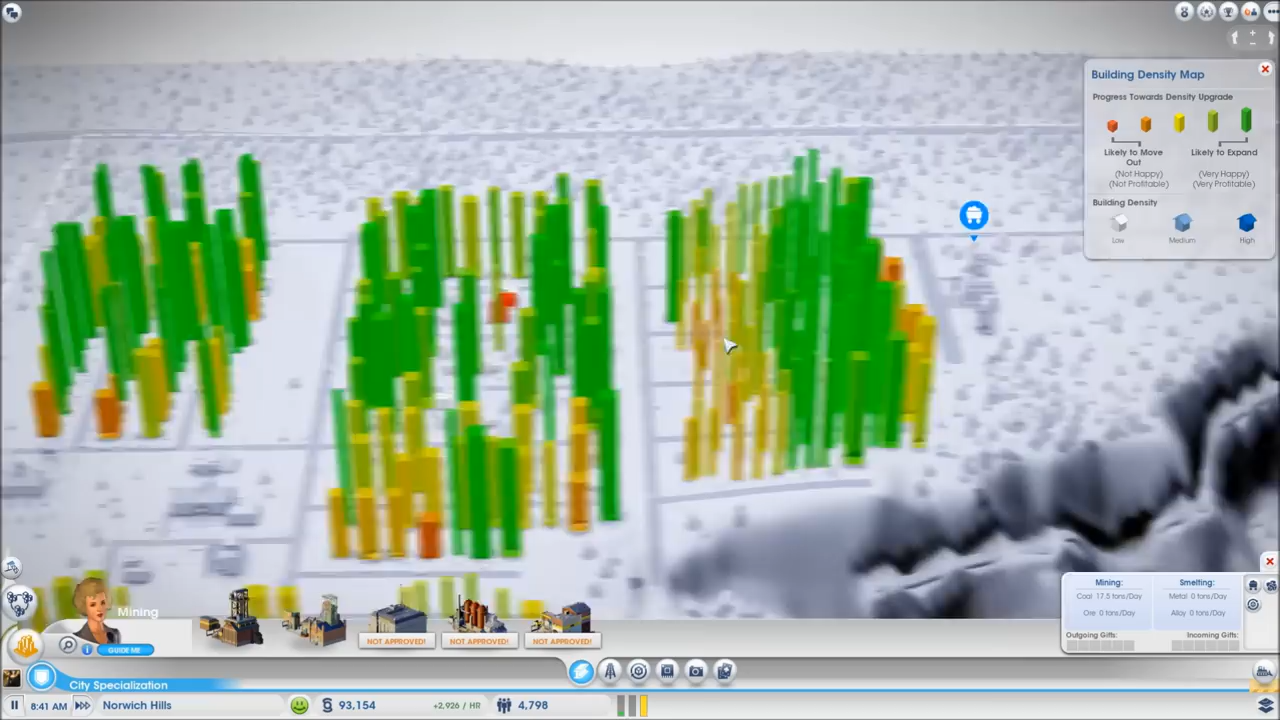 Building Density Map
Progress Towards Density Upgrade
Likely to Move Out
(Not Happy)
(Not Profitable)
Likely to Expand
(Very Happy)
(Very Profitable)
Building Density
Low
Medium
High
Mining:
Coal 17.5 tons/Day
Ore 0 tons/Day
Smelting:
Metal 0 tons/Day
Alloy 0 tons/Day
Outgoing Gifts:
Incoming Gifts:
Mining
GUIDE ME
NOT APPROVED!
NOT APPROVED!
NOT APPROVED!
City Specialization
8:41 AM
Norwich Hills
93,154
+2,926 / HR
4,798